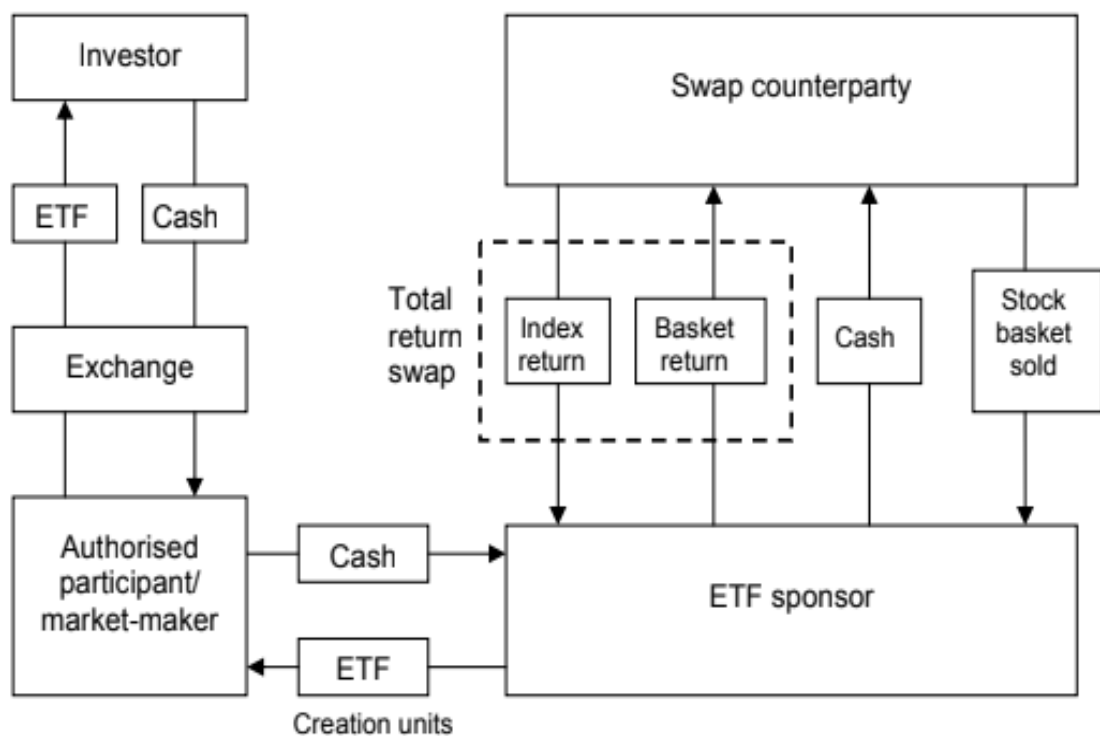 Investor
Swap counterparty
ETF
Cash
Total
return
swap
Index
return
Basket
return
Cash
Stock
basket
sold
Exchange
Authorised
participant/
market-maker
Cash
ETF
Creation units
ETF sponsor